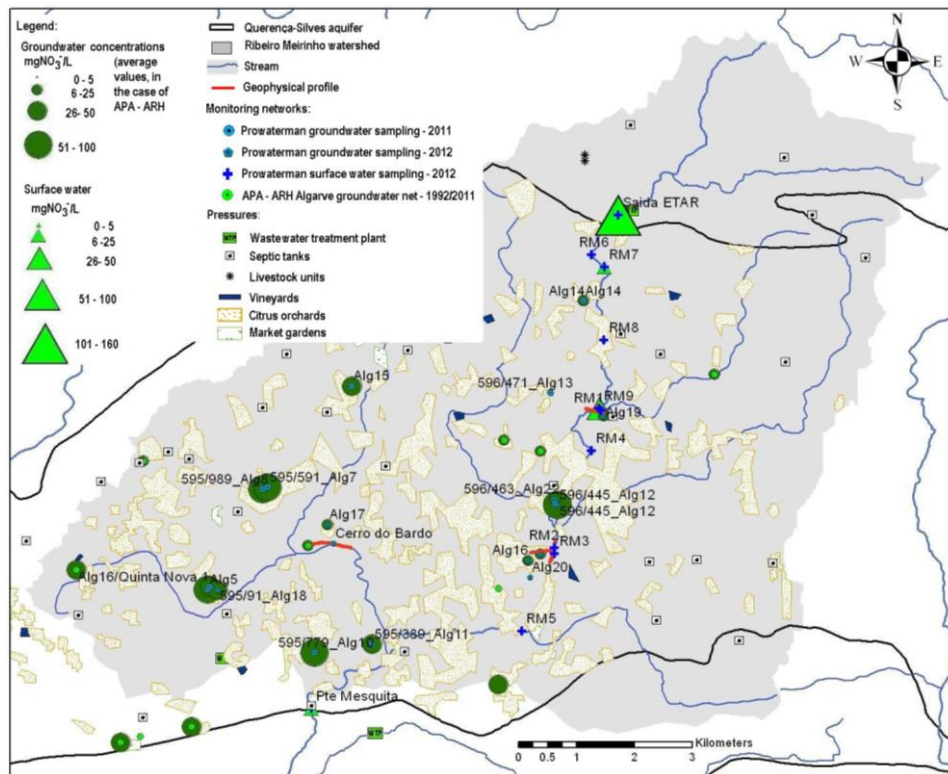 Legend:
Groundwater concentrations
mgNO3-/L
(average
values, in
the case of
APA - ARH)
0 - 5
6 -25
26- 50
51 - 100
Surface water
mgNO3-/L
0 - 5
6 -25
26 - 50
51 - 100
101 - 160
Querença-Silves aquifer
Ribeiro Meirinho watershed
Stream
Geophysical profile
Monitoring networks:
Prowaterman groundwater sampling - 2011
Prowaterman groundwater sampling - 2012
Prowaterman surface water sampling - 2012
APA - ARH Algarve groundwater net - 1992/2011
Pressures:
WTP Wastewater treatment plant
Septic tanks
Livestock units
Vineyards
Citrus orchards
Market gardens
N
W E
S
Saida ETAR
RM6
RM7
Alg14Alg14
RM8
Alg15
596/471_Alg13
RM1 RM9
Alg19
RM4
595/989_Alg8 595/591_Alg7
596/463_Alg22
596/445_Alg12
596/445_Alg12
Alg17
Cerro do Bardo
RM2
RM3
Alg16
Alg20
Alg16/Quinta Nova 1
Alg5
595/91_Alg18
RM5
595/389_Alg11
595/779_Alg10
Pte Mesquita
WTP
Kilometers
0 0.5 1 2 3